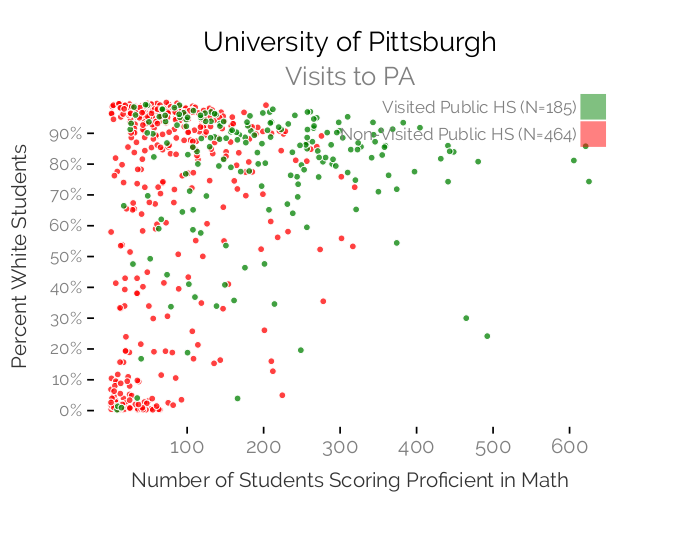 University of Pittsburgh
Visits to PA
Visited Public HS (N=185)
Non-Visited Public HS (N=464)
Percent White Students
90%
80%
70%
60%
50%
40%
30%
20%
10%
0%
100 200 300 400 500 600
Number of Students Scoring Proficient in Math